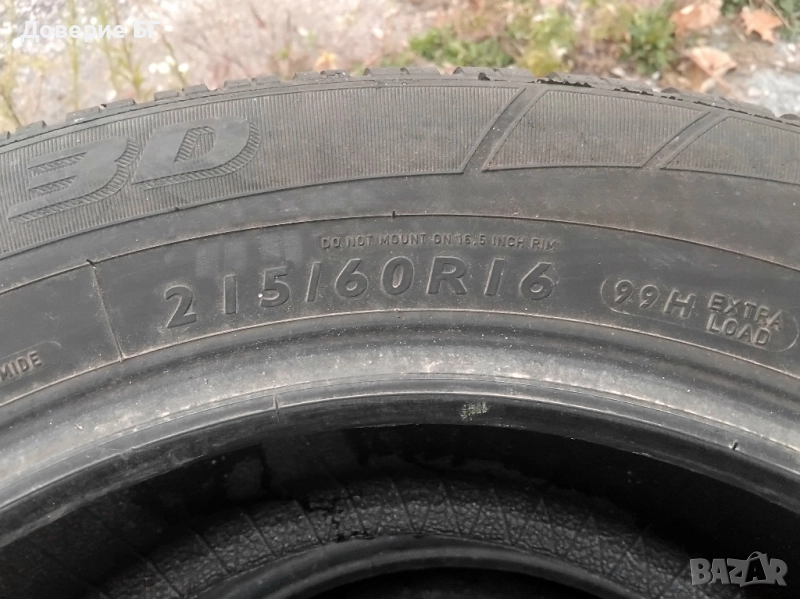 Доверие БГ
3D
DO NOT MOUNT ON 16.5 INCH RIM
215/60R16
99H EXTRA LOAD
MIDE
BAZAR